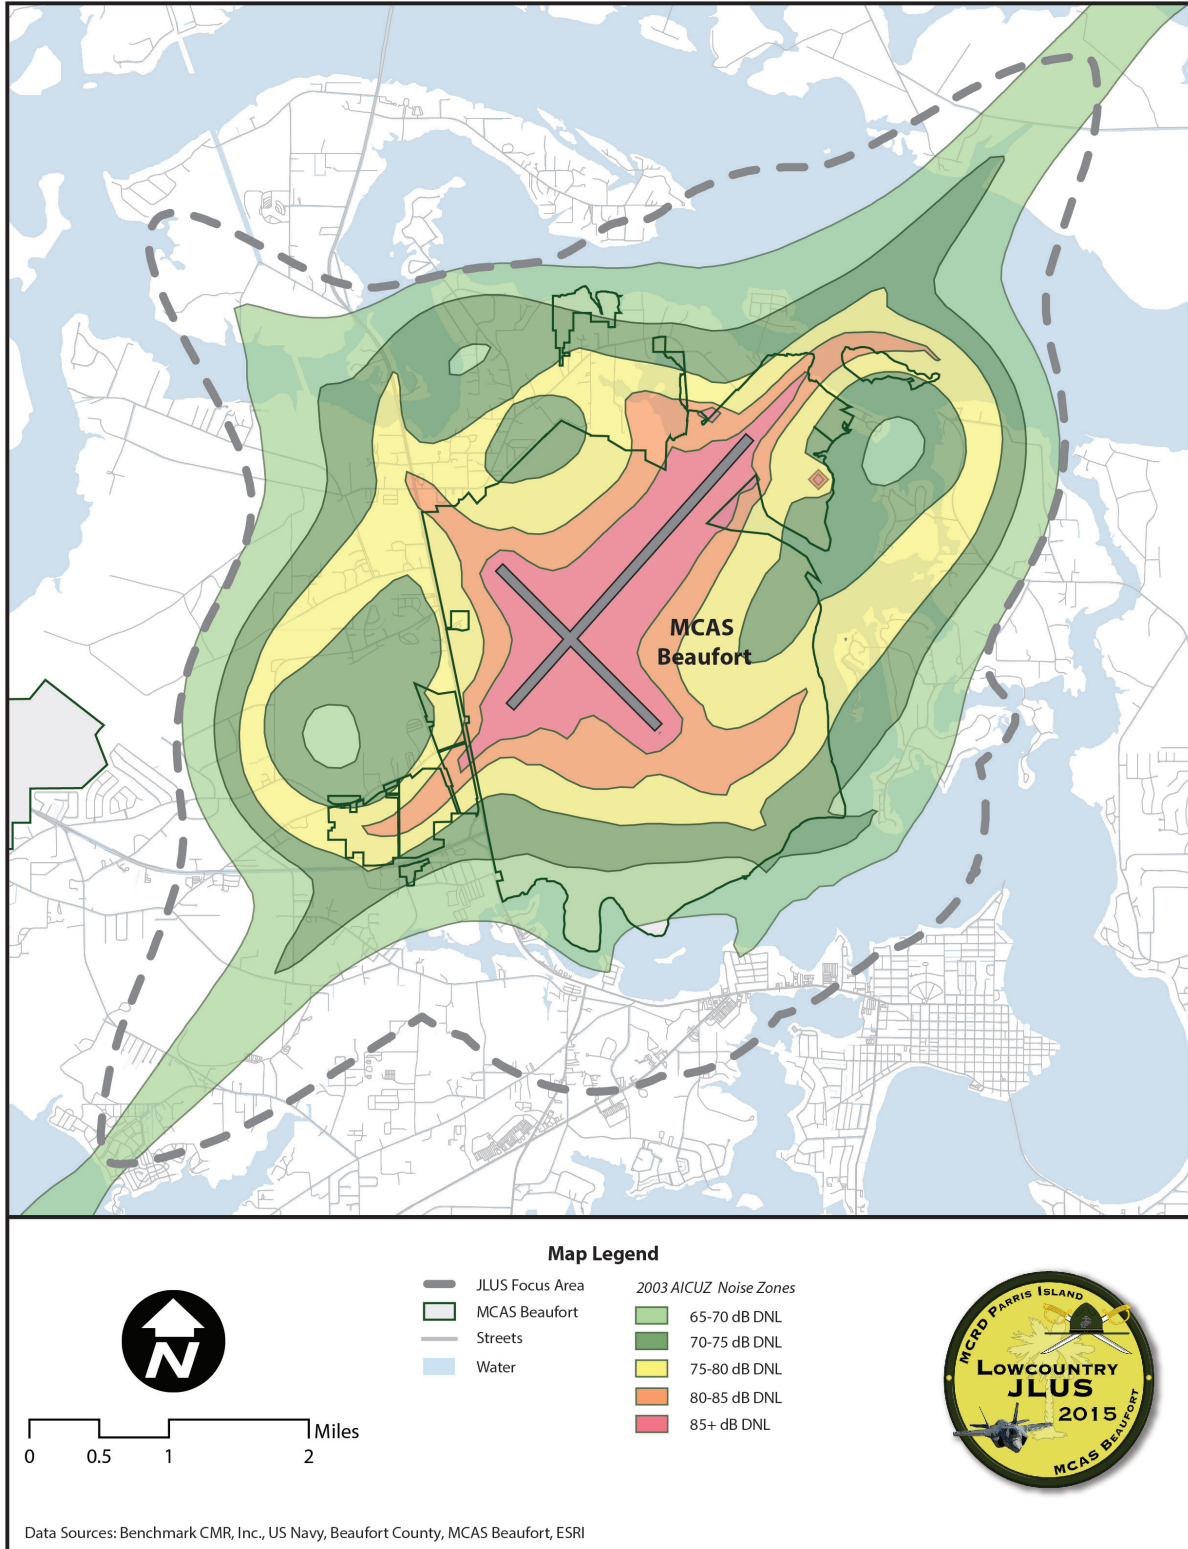 MCAS
Beaufort
Map Legend
JLUS Focus Area
MCAS Beaufort
Streets
Water
2003 AICUZ Noise Zones
65-70 dB DNL
70-75 dB DNL
75-80 dB DNL
80-85 dB DNL
85+ dB DNL
N
Miles
0 0.5 1 2
MCRD PARRIS ISLAND
LOWCOUNTRY
JLUS
2015
MCAS BEAUFORT
Data Sources: Benchmark CMR, Inc., US Navy, Beaufort County, MCAS Beaufort, ESRI